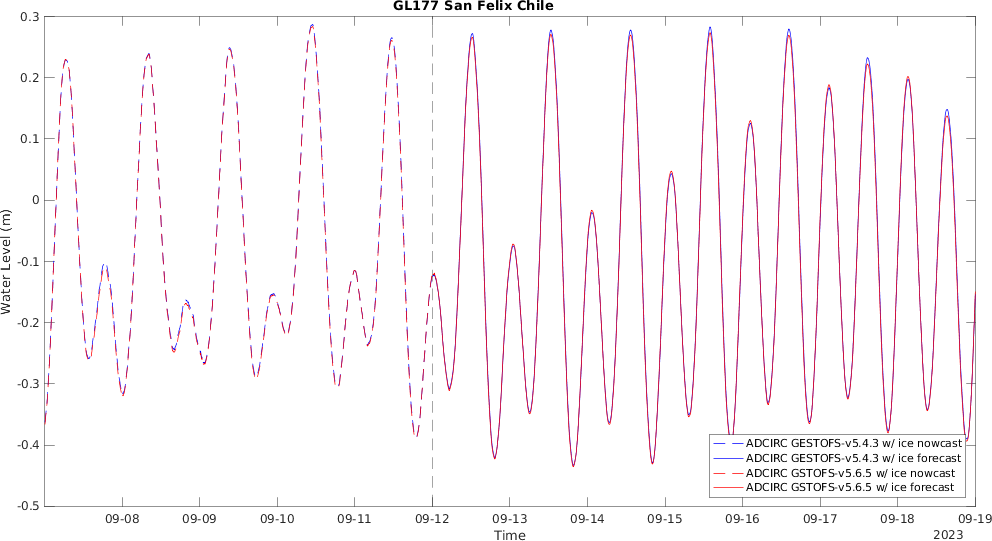 GL177 San Felix Chile
0.3
0.2
0.1
0
-0.1
-0.2
-0.3
-0.4
-0.5
Water Level (m)
ADCIRC GESTOFS-v5.4.3 w/ ice nowcast
ADCIRC GESTOFS-v5.4.3 w/ ice forecast
ADCIRC GSTOFS-v5.6.5 w/ ice nowcast
ADCIRC GSTOFS-v5.6.5 w/ ice forecast
09-08 09-09 09-10 09-11 09-12 09-13 09-14 09-15 09-16 09-17 09-18 09-19
Time
2023